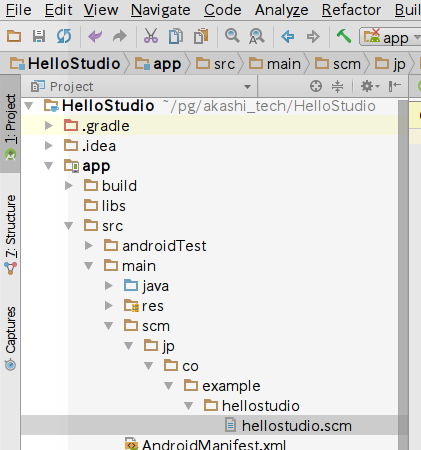 File Edit View Navigate Code Analyze Refactor Buil
app
HelloStudio app src main scm jp
Project
HelloStudio ~/pg/akashi_tech/HelloStudio
.gradle
.idea
app
build
libs
src
androidTest
main
java
res
scm
jp
co
example
hellostudio
hellostudio.scm
AndroidManifest.xml
1: Project
7: Structure
Captures